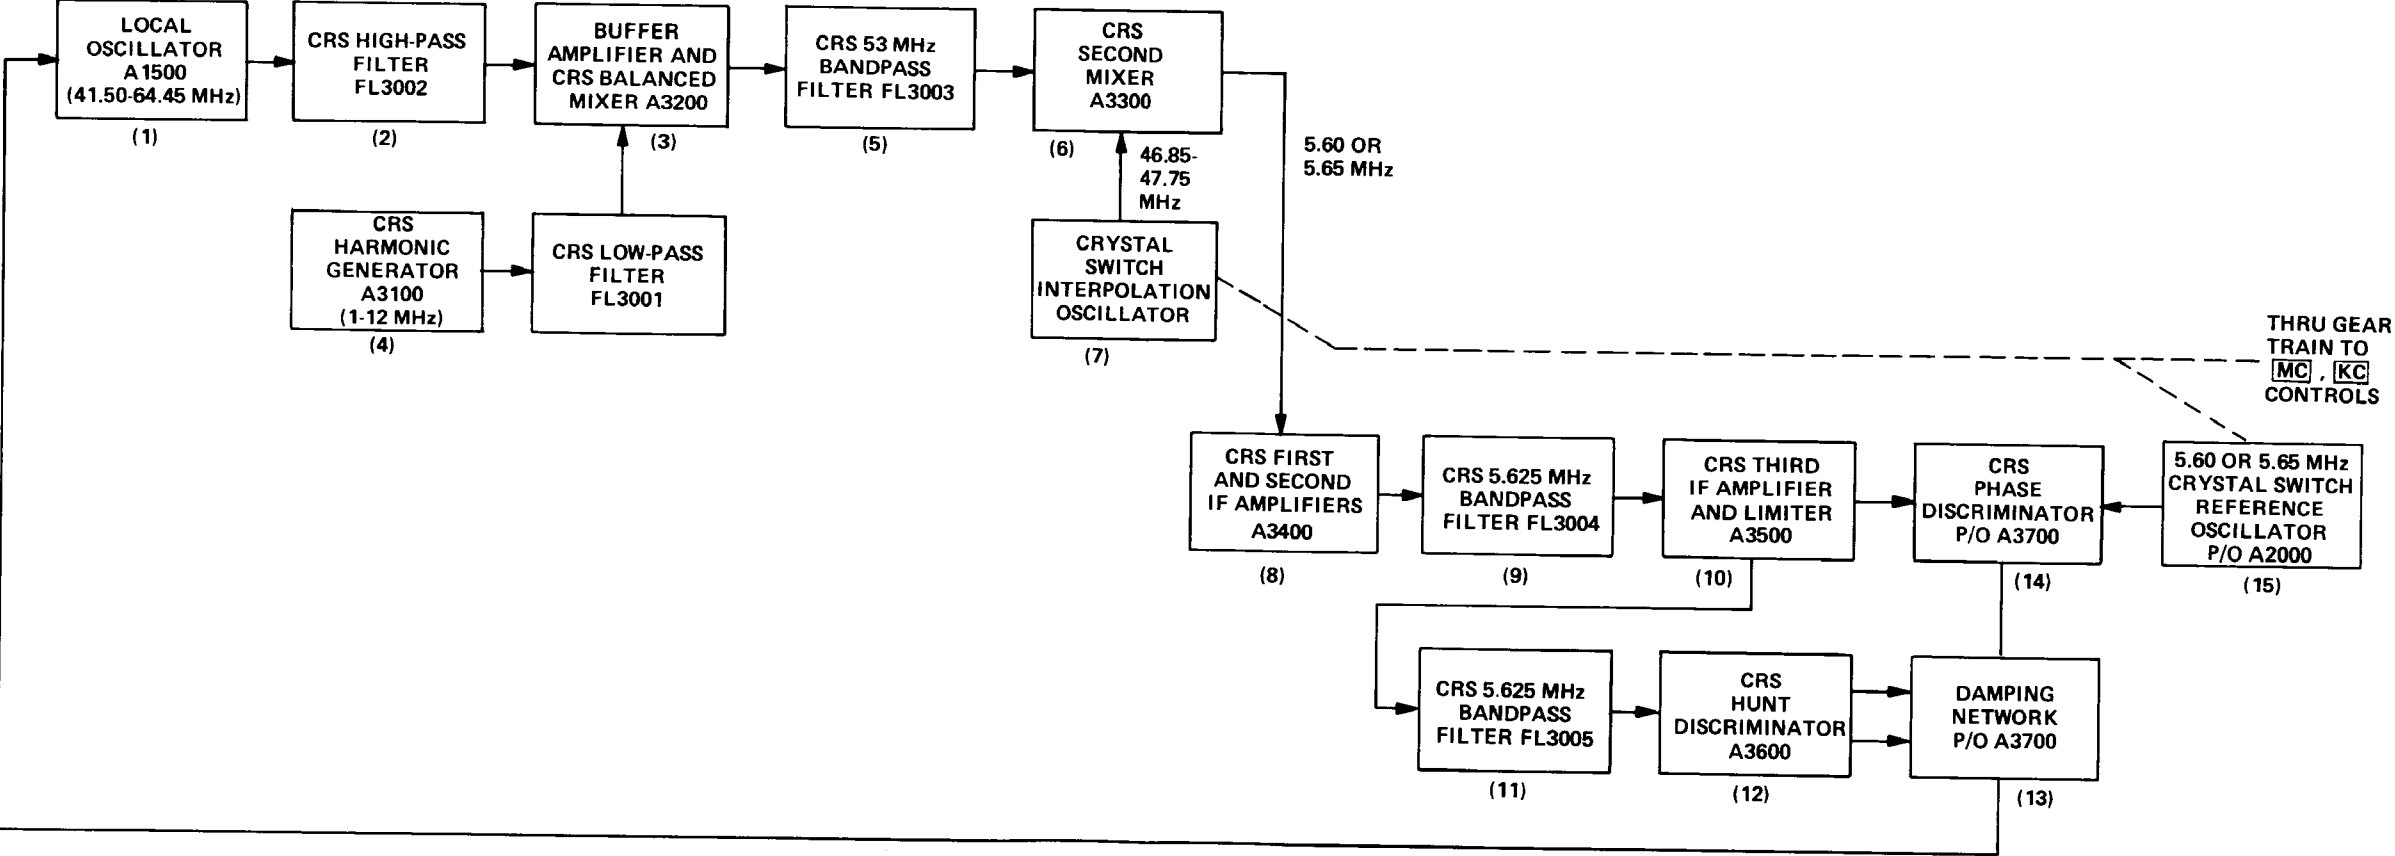 LOCAL
OSCILLATOR
A1500
(41.50-64.45 MHz)
(1)
CRS HIGH-PASS
FILTER
FL3002
(2)
BUFFER
AMPLIFIER AND
CRS BALANCED
MIXER A3200
(3)
CRS 53 MHz
BANDPASS
FILTER FL3003
(5)
CRS
SECOND
MIXER
A3300
(6)
46.85-
47.75
MHz
5.60 OR
5.65 MHz
CRS
HARMONIC
GENERATOR
A3100
(1-12 MHz)
(4)
CRS LOW-PASS
FILTER
FL3001
CRYSTAL
SWITCH
INTERPOLATION
OSCILLATOR
(7)
THRU GEAR
TRAIN TO
MC , KC
CONTROLS
CRS FIRST
AND SECOND
IF AMPLIFIERS
A3400
(8)
CRS 5.625 MHz
BANDPASS
FILTER FL3004
(9)
CRS THIRD
IF AMPLIFIER
AND LIMITER
A3500
(10)
CRS
PHASE
DISCRIMINATOR
P/O A3700
(14)
5.60 OR 5.65 MHz
CRYSTAL SWITCH
REFERENCE
OSCILLATOR
P/O A2000
(15)
CRS 5.625 MHz
BANDPASS
FILTER FL3005
(11)
CRS
HUNT
DISCRIMINATOR
A3600
(12)
DAMPING
NETWORK
P/O A3700
(13)